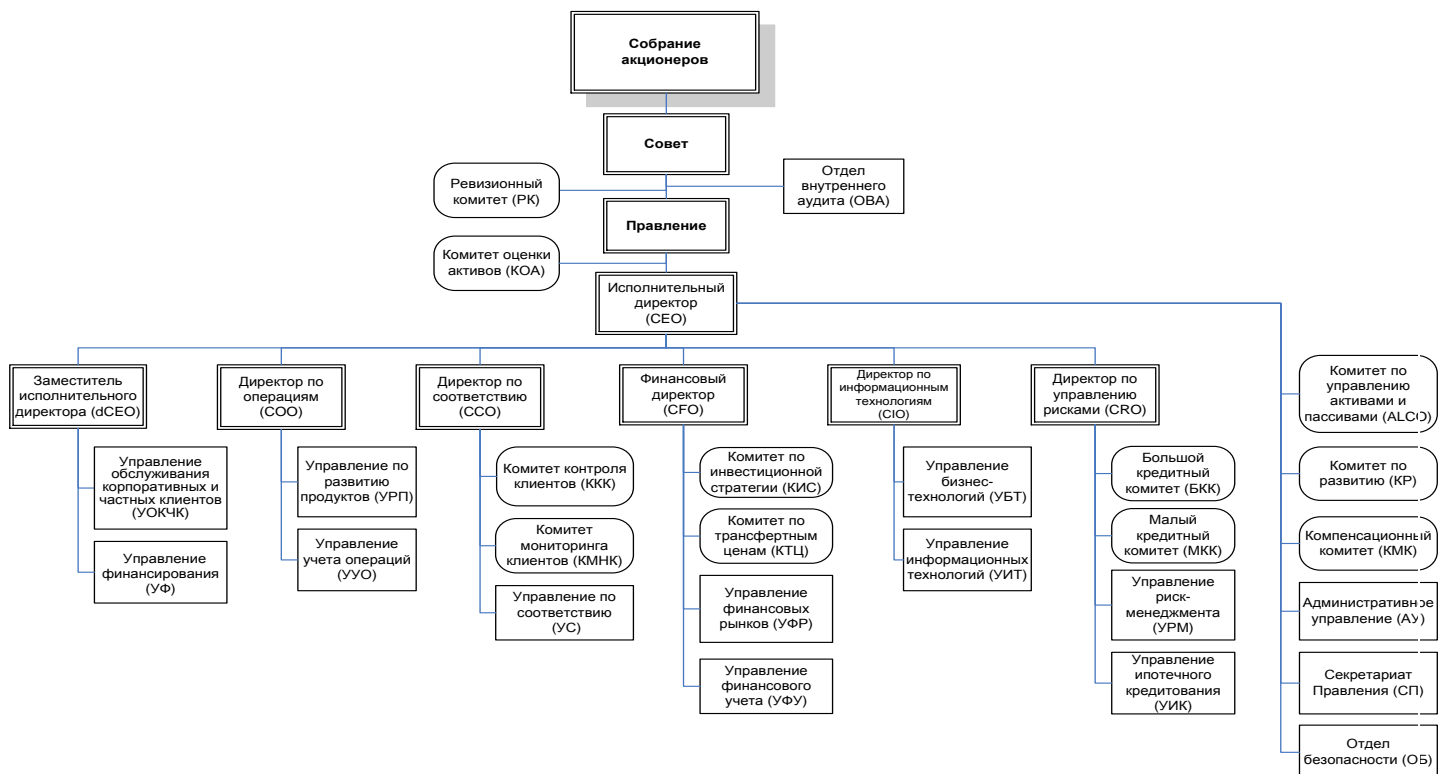 Собрание
акционеров
Совет
Ревизионный
комитет (РК)
Отдел
внутреннего
аудита (ОВА)
Правление
Комитет оценки
активов (КОА)
Исполнительный
директор
(CEO)
Заместитель
исполнительного
директора (dCEO)
Директор по
операциям
(COO)
Директор по
соответствию
(CCO)
Финансовый
директор
(CFO)
Директор по
информационным
технологиям
(CIO)
Директор по
управлению
рисками (CRO)
Комитет по
управлению
активами и
пассивами (ALCO)
Управление
обслуживания
корпоративных и
частных клиентов
(УОКЧК)
Управление по
развитию
продуктов (УРП)
Комитет контроля
клиентов (ККК)
Комитет по
инвестиционной
стратегии (КИС)
Управление
бизнес-
технологий (УБТ)
Большой
кредитный
комитет (БКК)
Комитет по
развитию (КР)
Управление
финансирования
(УФ)
Управление
учета операций
(УУО)
Комитет
мониторинга
клиентов (КМНК)
Комитет по
трансфертным
ценам (КТЦ)
Управление
информационных
технологий (УИТ)
Малый
кредитный
комитет (МКК)
Компенсационный
комитет (КМК)
Управление по
соответствию
(УС)
Управление
финансовых
рынков (УФР)
Управление
риск-
менеджмента
(УРМ)
Административное
управление (АУ)
Управление
финансового
учета (УФУ)
Управление
ипотечного
кредитования
(УИК)
Секретариат
Правления (СП)
Отдел
безопасности (ОБ)